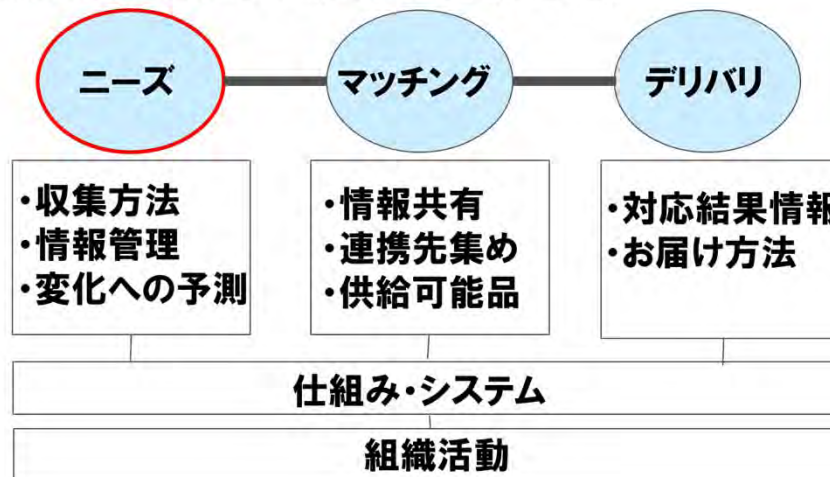 ニーズ
マッチング
デリバリ
・収集方法
・情報管理
・変化への予測
・情報共有
・連携先集め
・供給可能品
・対応結果情報
・お届け方法
仕組み・システム
組織活動